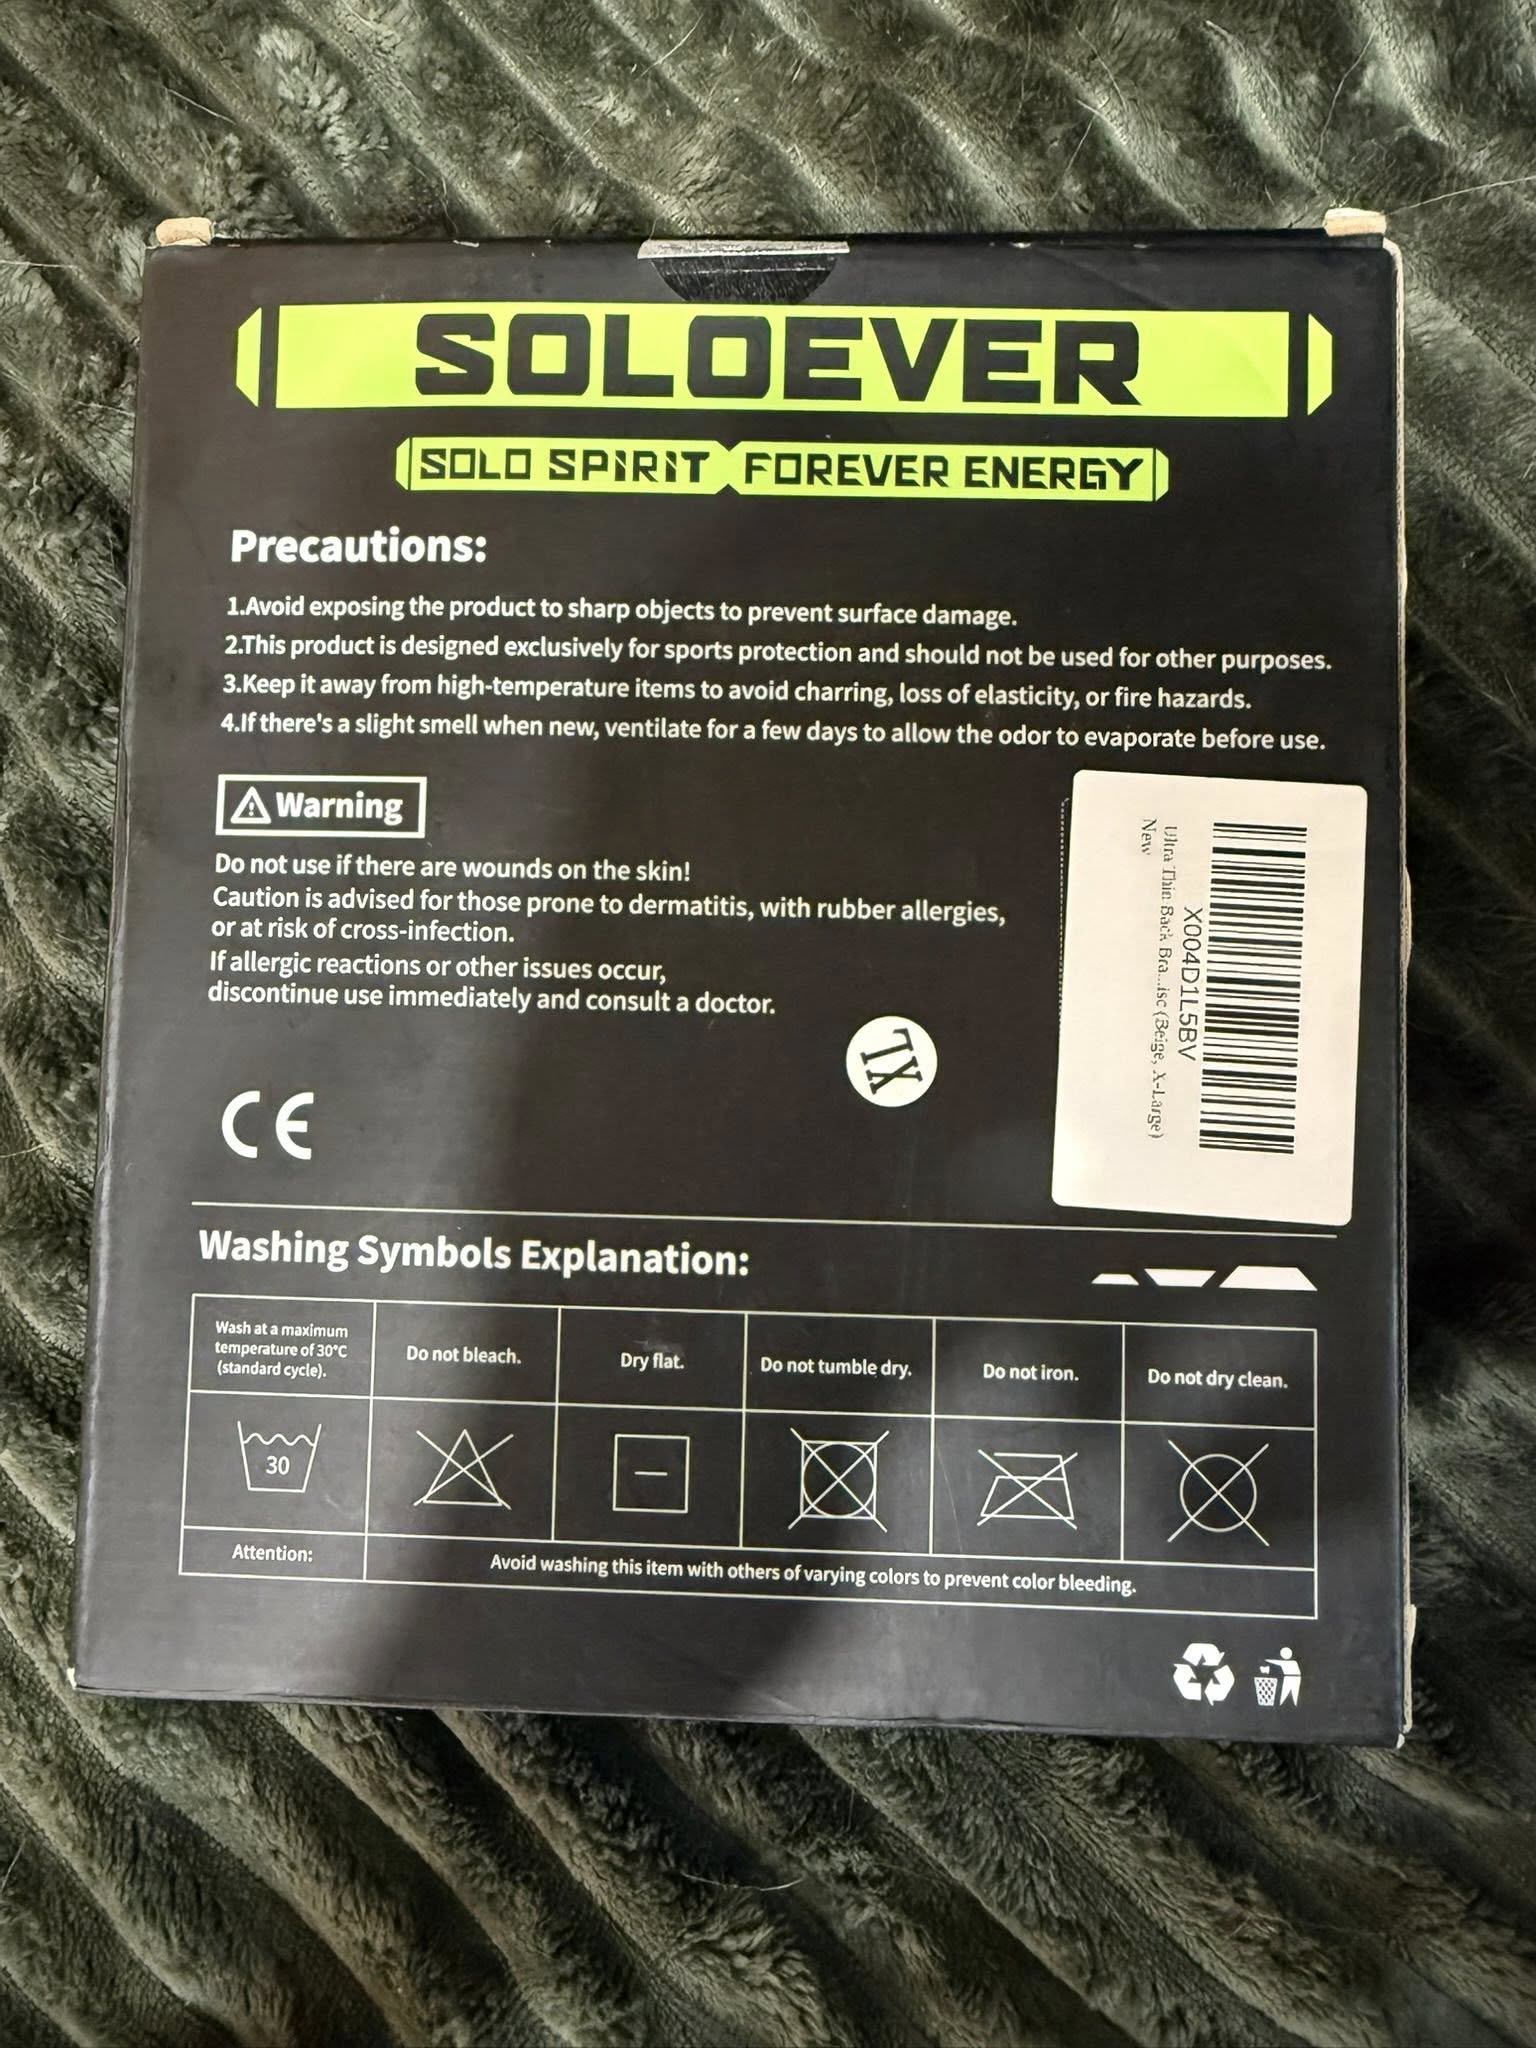 SOLOEVER
SOLO SPIRIT FOREVER ENERGY
Precautions:
1.Avoid exposing the product to sharp objects to prevent surface damage.
2.This product is designed exclusively for sports protection and should not be used for other purposes.
3.Keep it away from high-temperature items to avoid charring, loss of elasticity, or fire hazards.
4.If there's a slight smell when new, ventilate for a few days to allow the odor to evaporate before use.
Warning
Do not use if there are wounds on the skin!
Caution is advised for those prone to dermatitis, with rubber allergies,
or at risk of cross-infection.
If allergic reactions or other issues occur,
discontinue use immediately and consult a doctor.
XL
X004D1L5BV
Ultra Thin Back Bra...isc (Beige, X-Large)
New
CE
Washing Symbols Explanation:
Wash at a maximum
temperature of 30°C
(standard cycle).
Do not bleach.
Dry flat.
Do not tumble dry.
Do not iron.
Do not dry clean.
30
Attention:
Avoid washing this item with others of varying colors to prevent color bleeding.